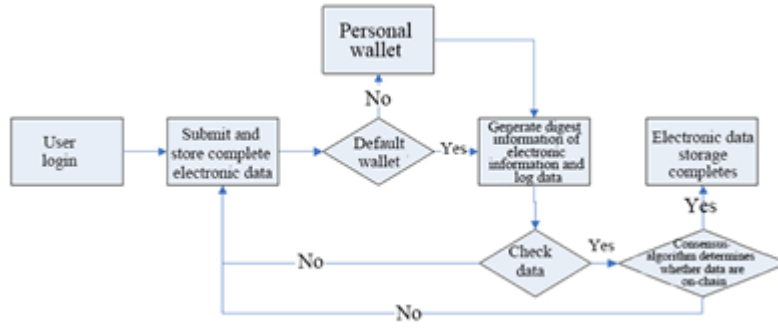 Personal
wallet
No
User
login
Submit and
store complete
electronic data
Default
wallet
Yes
Generate digest
information of
electronic
information and
log data
Electronic data
storage
completes
Yes
Check
data
Yes
Consensus-
algorithm determines
whether data are
on-chain
No
No